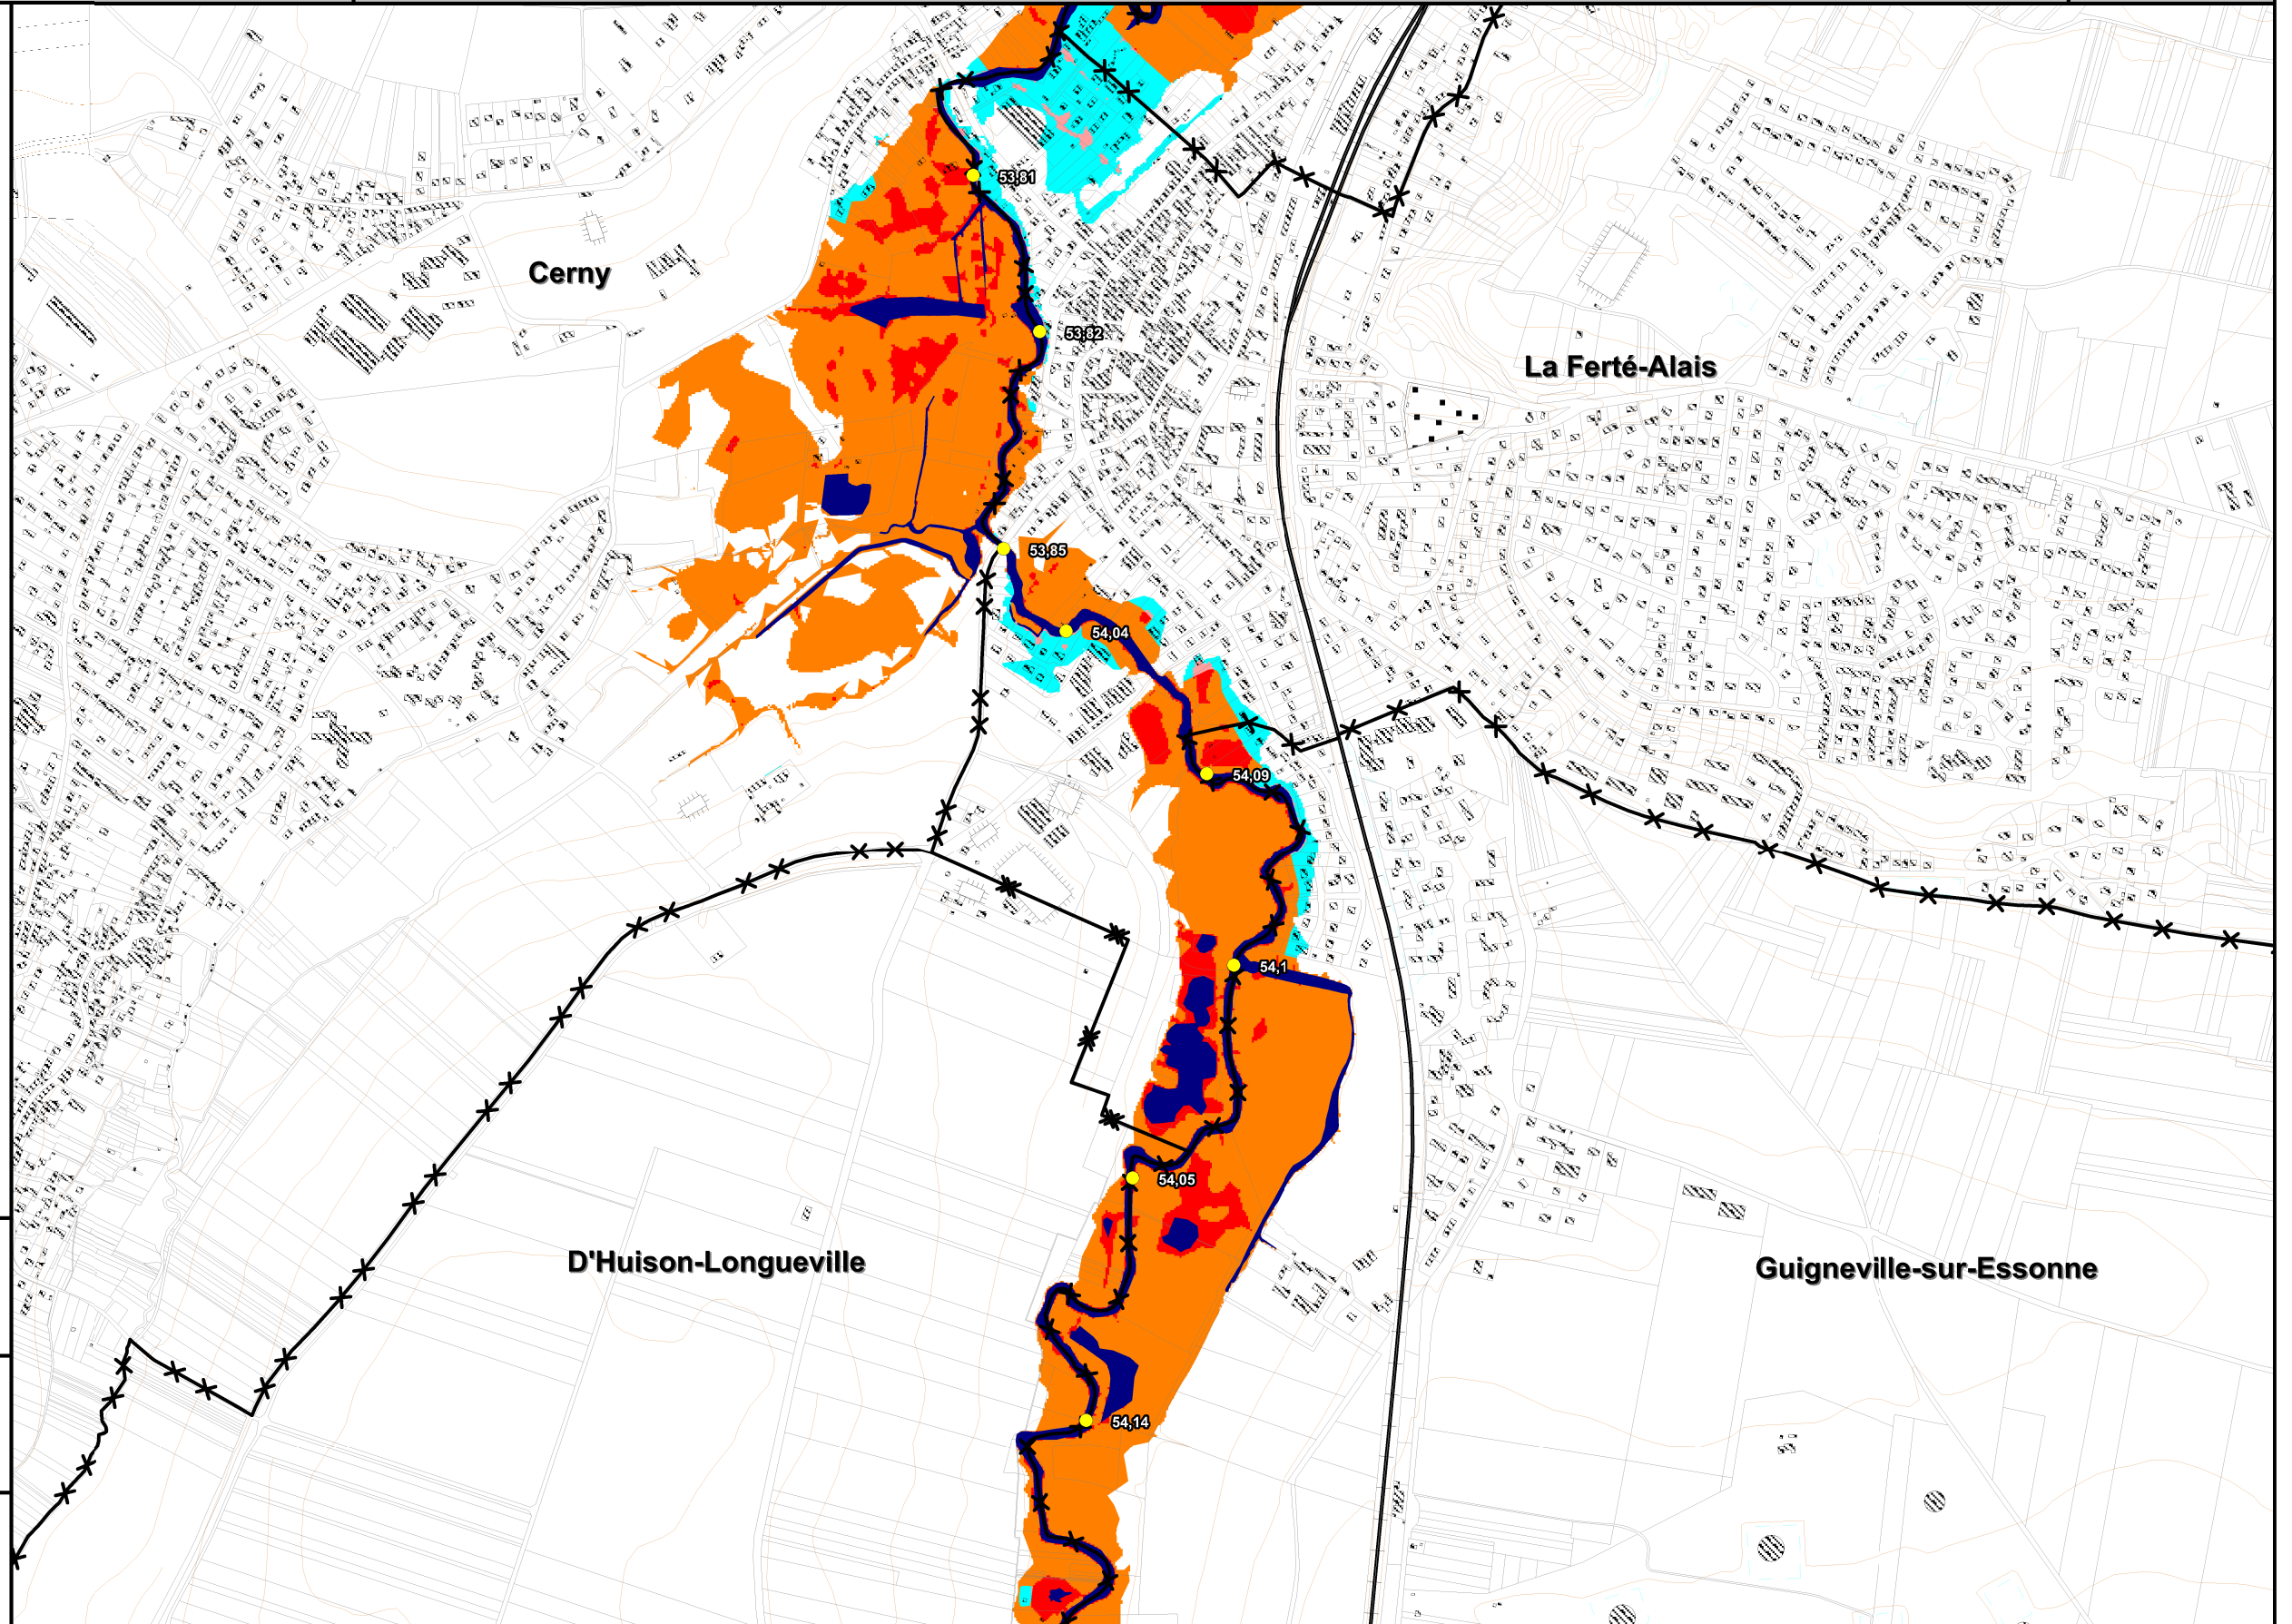 53,81
Cerny
53,82
La Ferté-Alais
53,85
54,04
54,09
54,1
54,05
D'Huison-Longueville
Guigneville-sur-Essonne
54,14